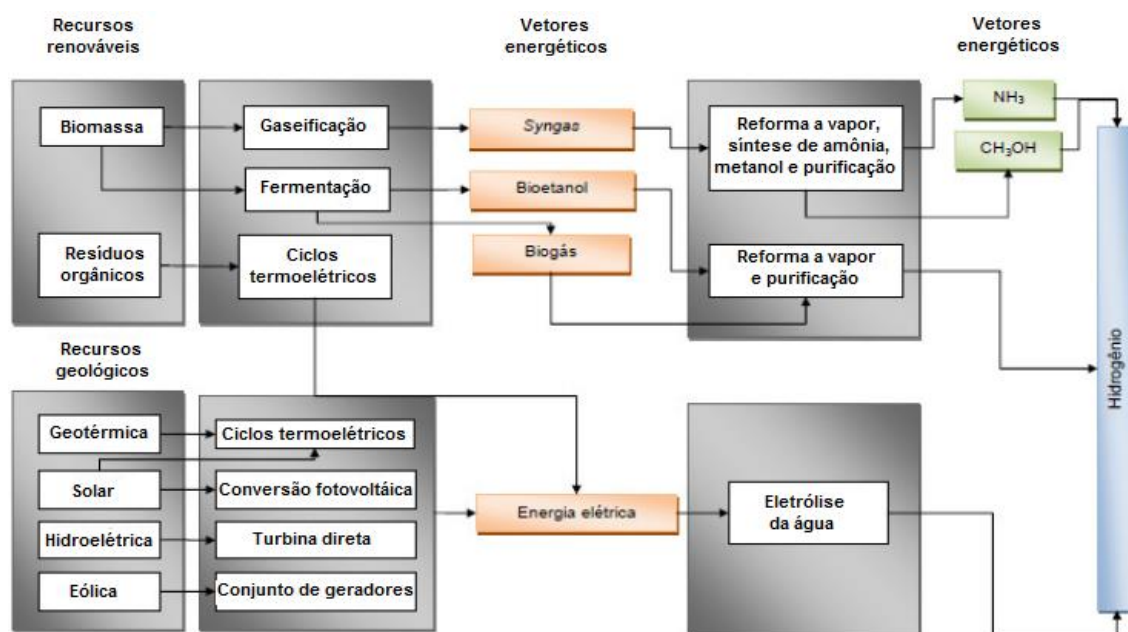 Recursos
renováveis
Vetores
energéticos
Vetores
energéticos
Biomassa
Gaseificação
Syngas
Reforma a vapor,
síntese de amônia,
metanol e purificação
NH₃
CH₃OH
Fermentação
Bioetanol
Resíduos
orgânicos
Ciclos
termoelétricos
Biogás
Reforma a vapor
e purificação
Hidrogênio
Recursos
geológicos
Geotérmica
Ciclos termoelétricos
Solar
Conversão fotovoltáica
Energia elétrica
Eletrólise
da água
Hidroelétrica
Turbina direta
Eólica
Conjunto de geradores